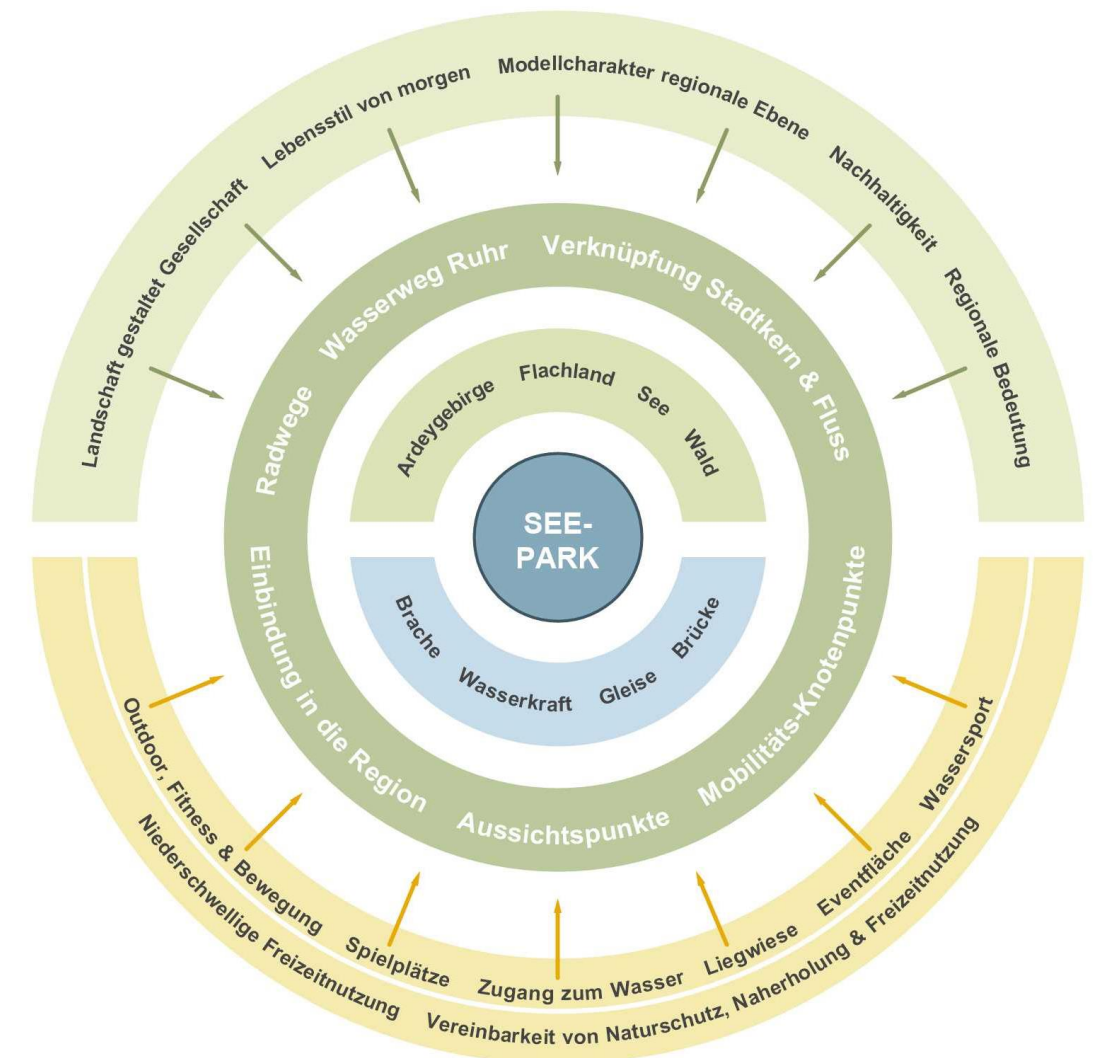 Landschaft gestaltet Gesellschaft
Lebensstil von morgen
Modellcharakter regionale Ebene
Nachhaltigkeit
Regionale Bedeutung
Radwege
Wasserweg Ruhr
Verknüpfung Stadtkern & Fluss
Ardeygebirge
Flachland
See
Wald
SEE-
PARK
Brache
Wasserkraft
Gleise
Brücke
Einbindung in die Region
Aussichtspunkte
Mobilitäts-Knotenpunkte
Outdoor, Fitness & Bewegung
Spielplätze
Zugang zum Wasser
Liegwiese
Eventfläche
Wassersport
Niederschwellige Freizeitnutzung
Vereinbarkeit von Naturschutz, Naherholung & Freizeitnutzung